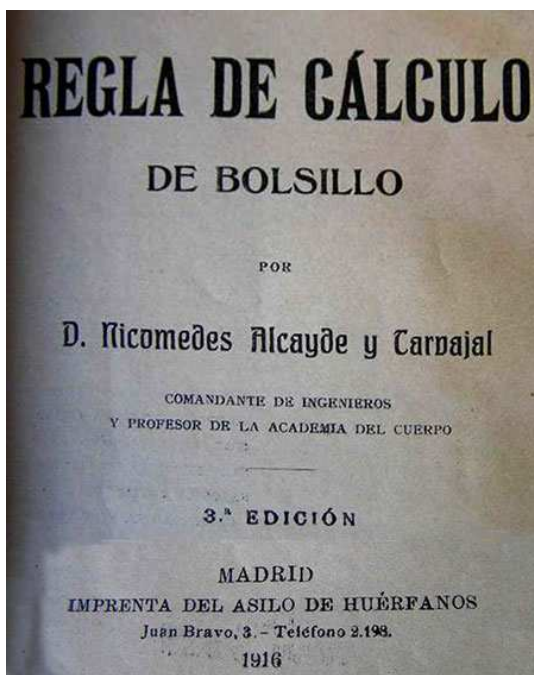 REGLA DE CÁLCULO
DE BOLSILLO
POR
D. Nicomedes Alcayde y Carvajal
COMANDANTE DE INGENIEROS
Y PROFESOR DE LA ACADEMIA DEL CUERPO
3.ª EDICIÓN
MADRID
IMPRENTA DEL ASILO DE HUÉRFANOS
Juan Bravo, 3.- Teléfono 2.198.
1916